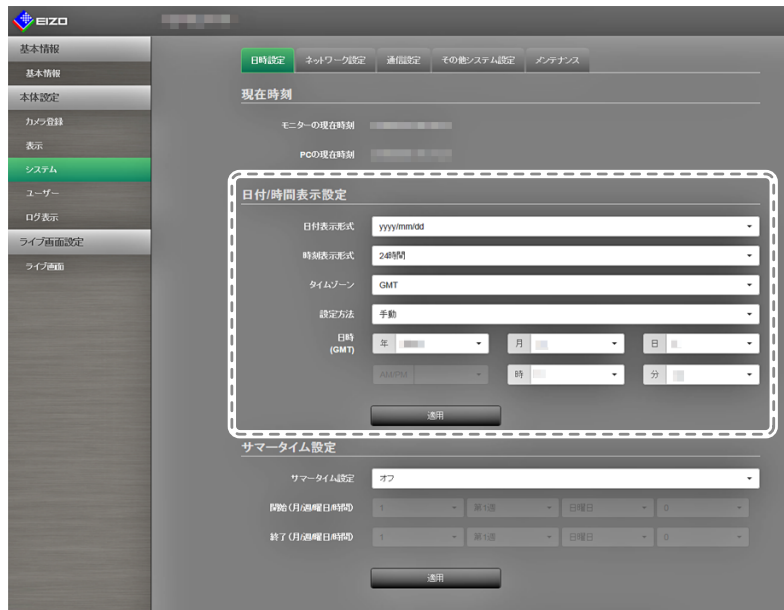 EIZO
基本情報
基本情報
本体設定
カメラ登録
表示
システム
ユーザー
ログ表示
ライブ画面設定
ライブ画面
日時設定 ネットワーク設定 通信設定 その他システム設定 メンテナンス
現在時刻
モニターの現在時刻
PCの現在時刻
日付/時間表示設定
日付表示形式 yyyy/mm/dd
時刻表示形式 24時間
タイムゾーン GMT
設定方法 手動
日時 年 月 日
(GMT)
AM/PM 時 分
適用
サマータイム設定
サマータイム設定 オフ
開始(月/週/曜日/時間) 1 第1週 日曜日 0
終了(月/週/曜日/時間) 1 第1週 日曜日 0
適用